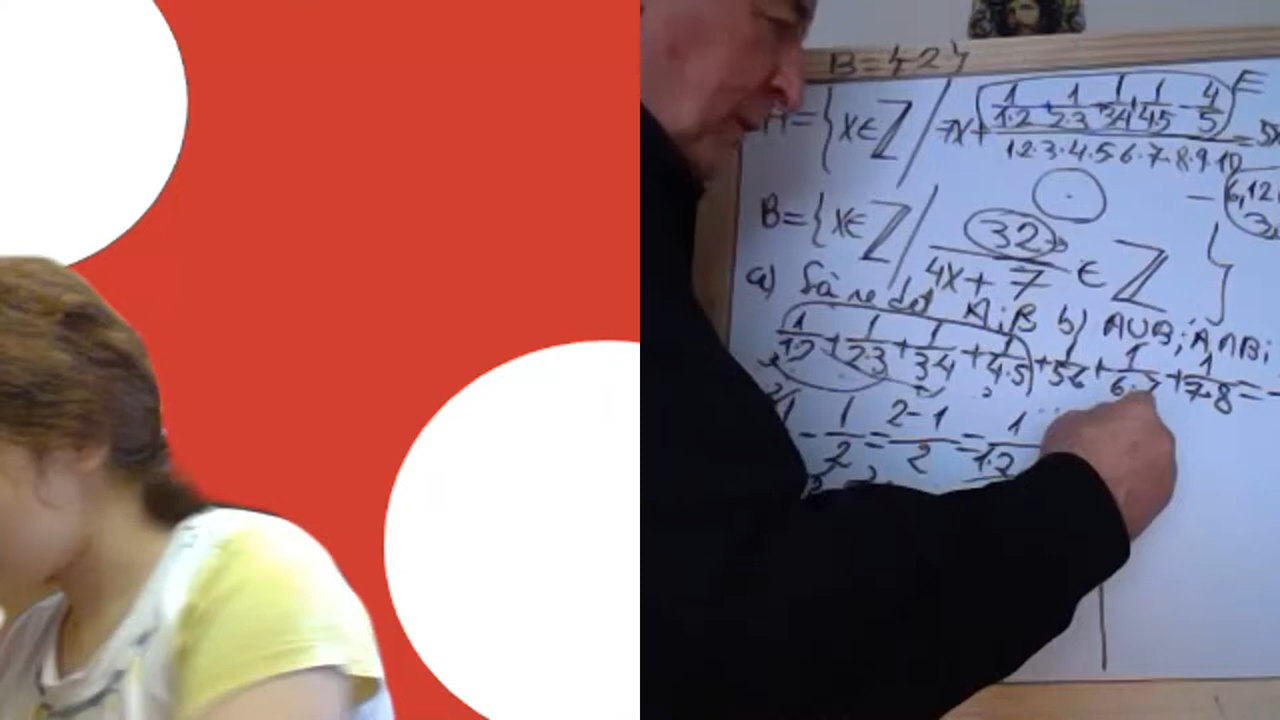 B={2}
A={x∈ℤ/ 7x+(1/1·2+1/2·3+1/3·4+1/4·5-4/5)/1·2·3·4·5·6·7·8·9·10=5x
B={x∈ℤ/ 32/4x+7 ∈ ℤ }
a) Să se det A;B b) A∪B; A∩B;
1/1·2+1/2·3+1/3·4+1/4·5+1/5·6+1/6·7+1/7·8=
-1/2=2-1/2=1/1·2